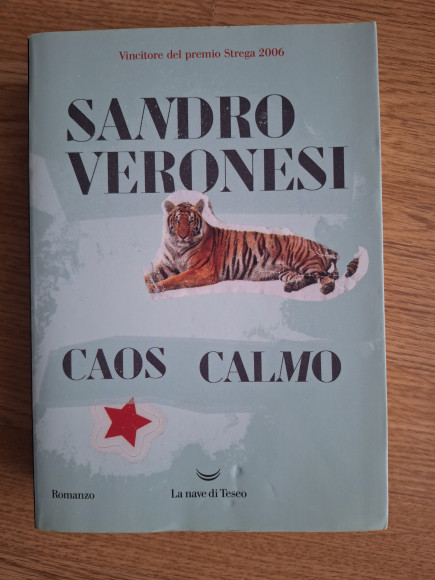 Vincitore del premio Strega 2006
SANDRO
VERONESI
CAOS CALMO
Romanzo
La nave di Teseo